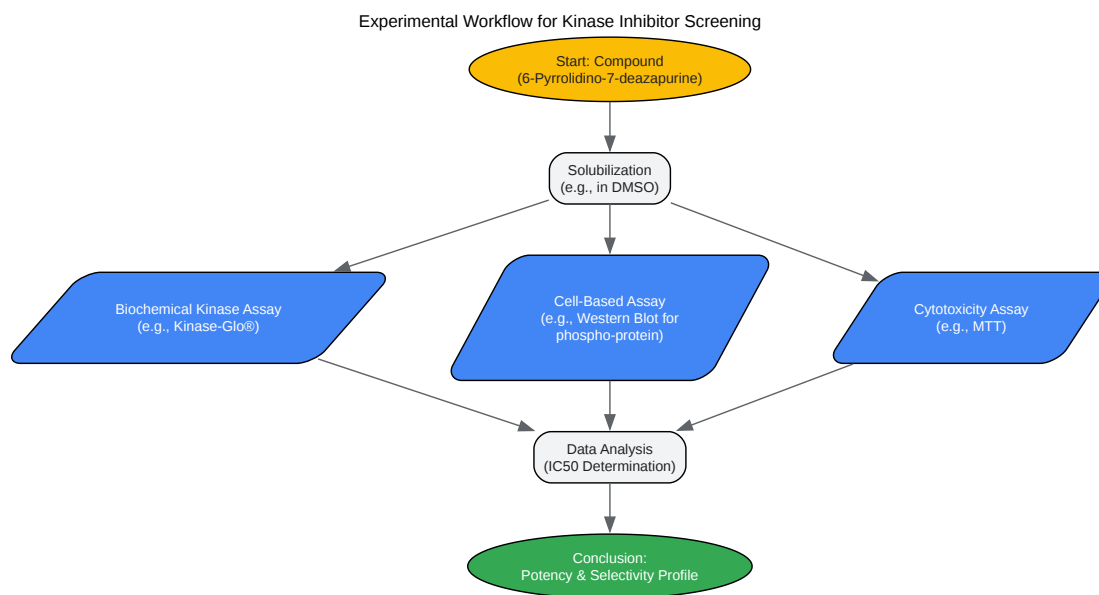 Experimental Workflow for Kinase Inhibitor Screening
Start: Compound
(6-Pyrrolidino-7-deazapurine)
Solubilization
(e.g., in DMSO)
Biochemical Kinase Assay
(e.g., Kinase-Glo®)
Cell-Based Assay
(e.g., Western Blot for
phospho-protein)
Cytotoxicity Assay
(e.g., MTT)
Data Analysis
(IC50 Determination)
Conclusion:
Potency & Selectivity Profile